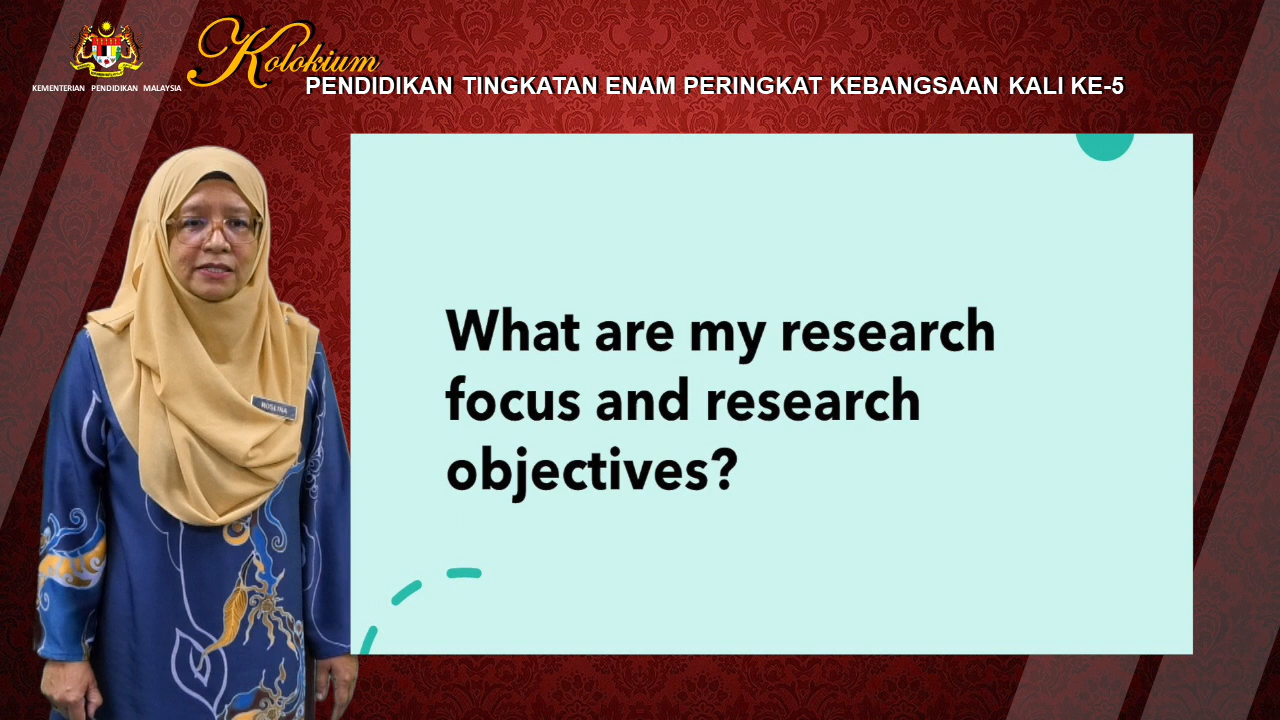 Kolokium
KEMENTERIAN PENDIDIKAN MALAYSIA
PENDIDIKAN TINGKATAN ENAM PERINGKAT KEBANGSAAN KALI KE-5
What are my research
focus and research
objectives?
ROSLINA